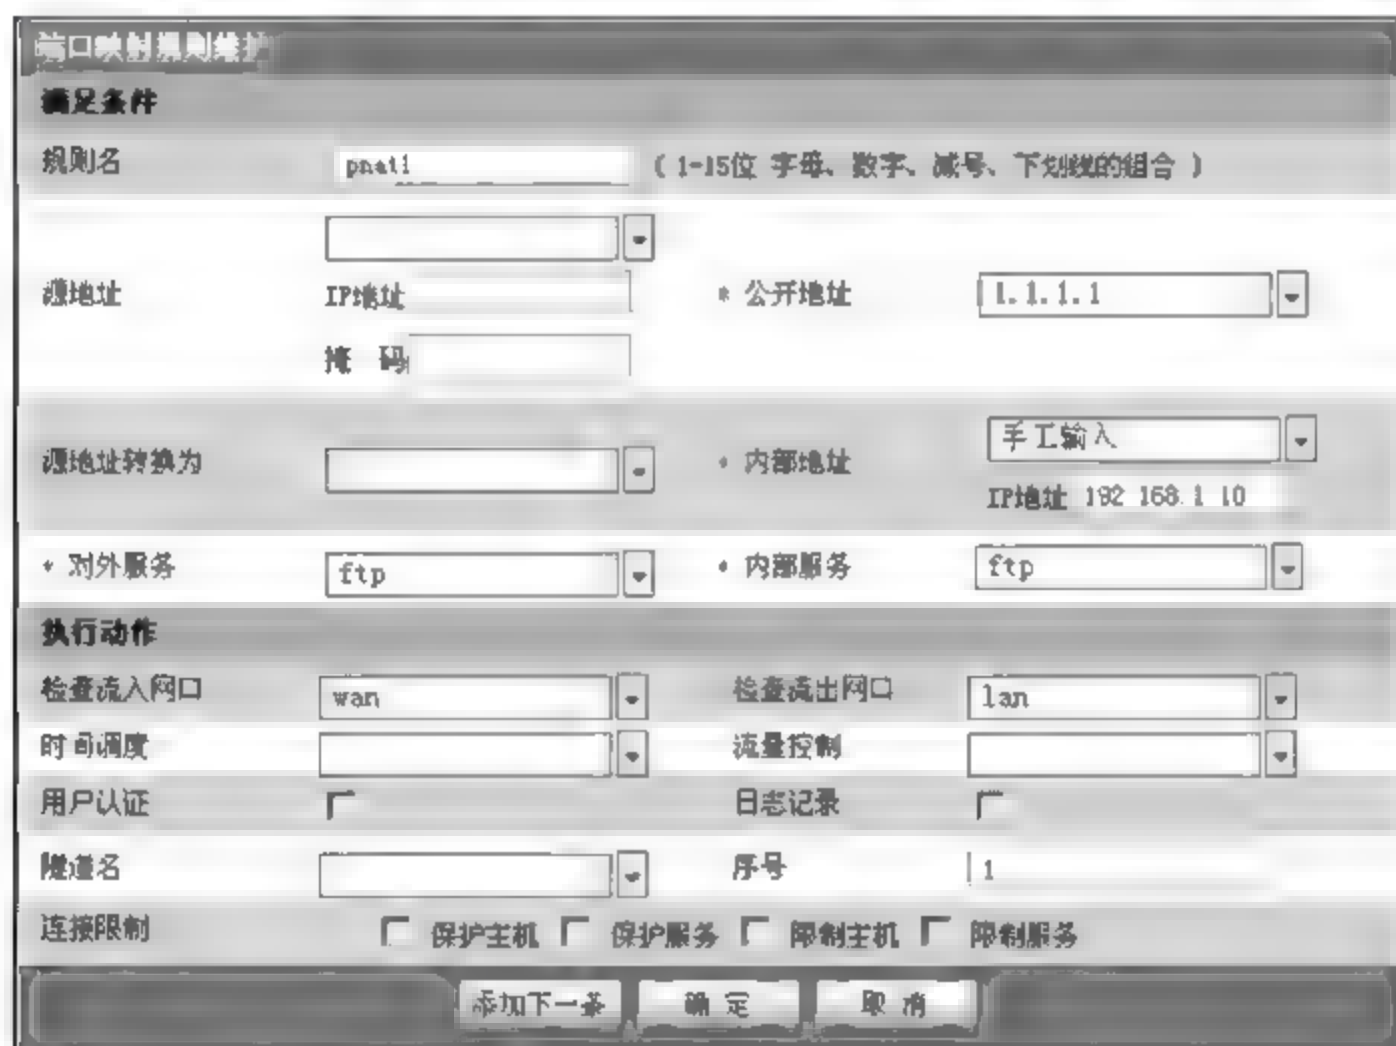 端口映射规则维护
满足条件
规则名 pnat1 ( 1-15位 字母、数字、减号、下划线的组合 )
源地址 IP地址 * 公开地址 1.1.1.1
掩 码
源地址转换为 * 内部地址 手工输入
IP地址 192.168.1.10
* 对外服务 ftp * 内部服务 ftp
执行动作
检查流入网口 wan 检查流出网口 lan
时间调度 流量控制
用户认证 日志记录
隧道名 序号 1
连接限制 保护主机 保护服务 限制主机 限制服务
添加下一条 确 定 取 消